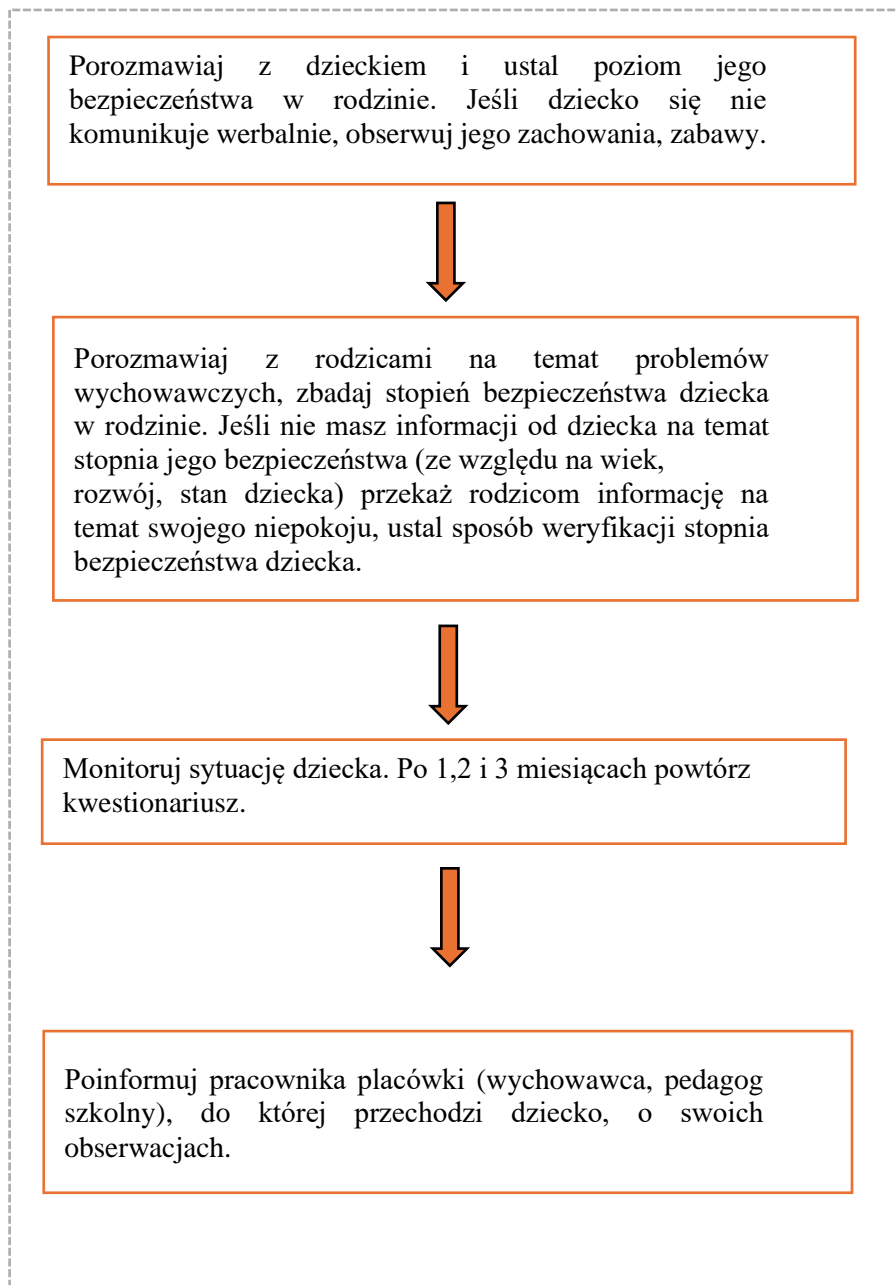 Porozmawiaj z dzieckiem i ustal poziom jego
bezpieczeństwa w rodzinie. Jeśli dziecko się nie
komunikuje werbalnie, obserwuj jego zachowania, zabawy.
Porozmawiaj z rodzicami na temat problemów
wychowawczych, zbadaj stopień bezpieczeństwa dziecka
w rodzinie. Jeśli nie masz informacji od dziecka na temat
stopnia jego bezpieczeństwa (ze względu na wiek,
rozwój, stan dziecka) przekaż rodzicom informację na
temat swojego niepokoju, ustal sposób weryfikacji stopnia
bezpieczeństwa dziecka.
Monitoruj sytuację dziecka. Po 1,2 i 3 miesiącach powtórz
kwestionariusz.
Poinformuj pracownika placówki (wychowawca, pedagog
szkolny), do której przechodzi dziecko, o swoich
obserwacjach.